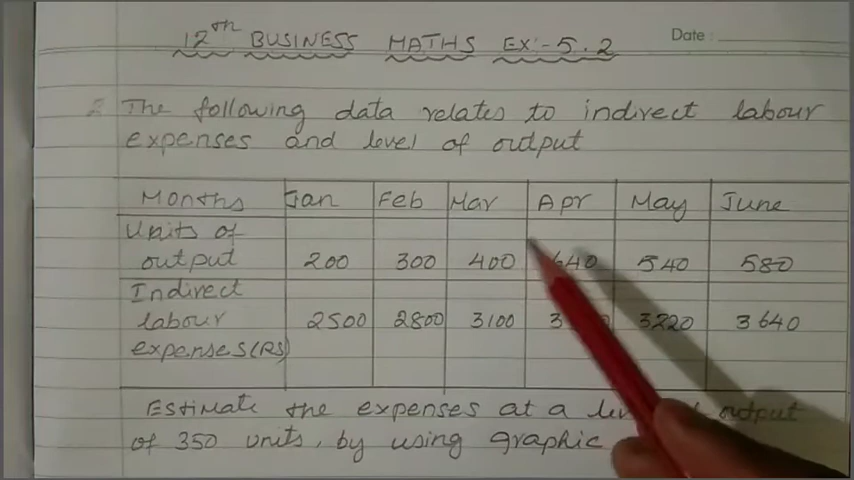 12th BUSINESS MATHS EX:-5.2
Date :
2 The following data relates to indirect labour
expenses and level of output
Months Jan Feb Mar Apr May June
Units of
output 200 300 400 640 540 580
Indirect
labour 2500 2800 3100 3220 3640
expenses(RS)
Estimate the expenses at a output
of 350 units, by using graphic